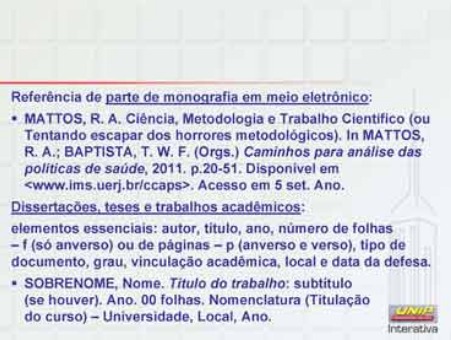 Referência de parte de monografia em meio eletrônico:
• MATTOS, R. A. Ciência, Metodologia e Trabalho Científico (ou
Tentando escapar dos horrores metodológicos). In MATTOS,
R. A.; BAPTISTA, T. W. F. (Orgs.) Caminhos para análise das
políticas de saúde, 2011. p.20-51. Disponível em
<www.ims.uerj.br/ccaps>. Acesso em 5 set. Ano.
Dissertações, teses e trabalhos acadêmicos:
elementos essenciais: autor, título, ano, número de folhas
– f (só anverso) ou de páginas – p (anverso e verso), tipo de
documento, grau, vinculação acadêmica, local e data da defesa.
• SOBRENOME, Nome. Título do trabalho: subtítulo
(se houver). Ano. 00 folhas. Nomenclatura (Titulação
do curso) – Universidade, Local, Ano.
UNIP
Interativa